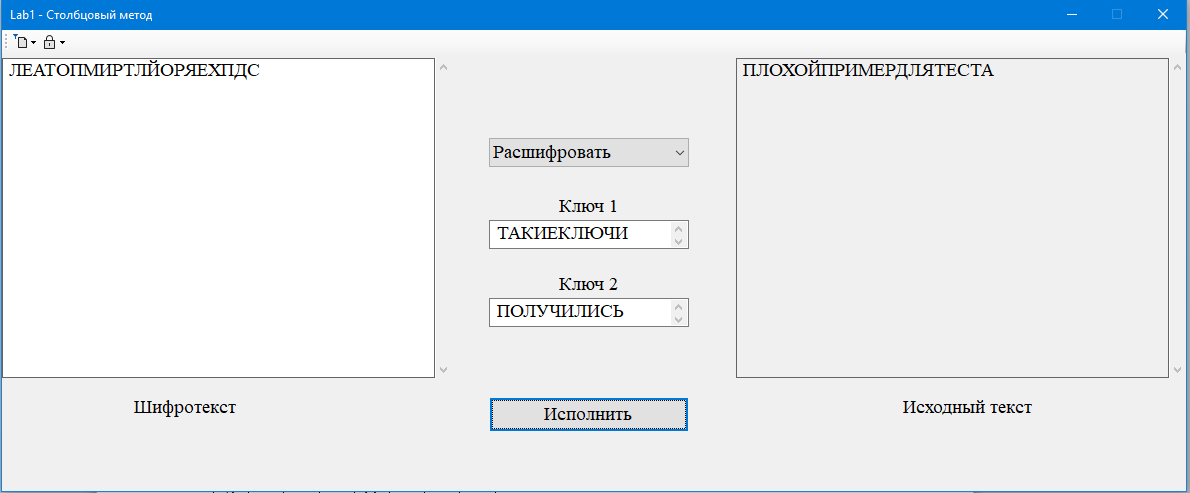 Lab1 - Столбцовый метод
ЛЕАТОПМИРТЛЙОРЯЕХПДС
ПЛОХОЙПРИМЕРДЛЯТЕСТА
Расшифровать
Ключ 1
ТАКИЕКЛЮЧИ
Ключ 2
ПОЛУЧИЛИСЬ
Шифротекст
Исполнить
Исходный текст